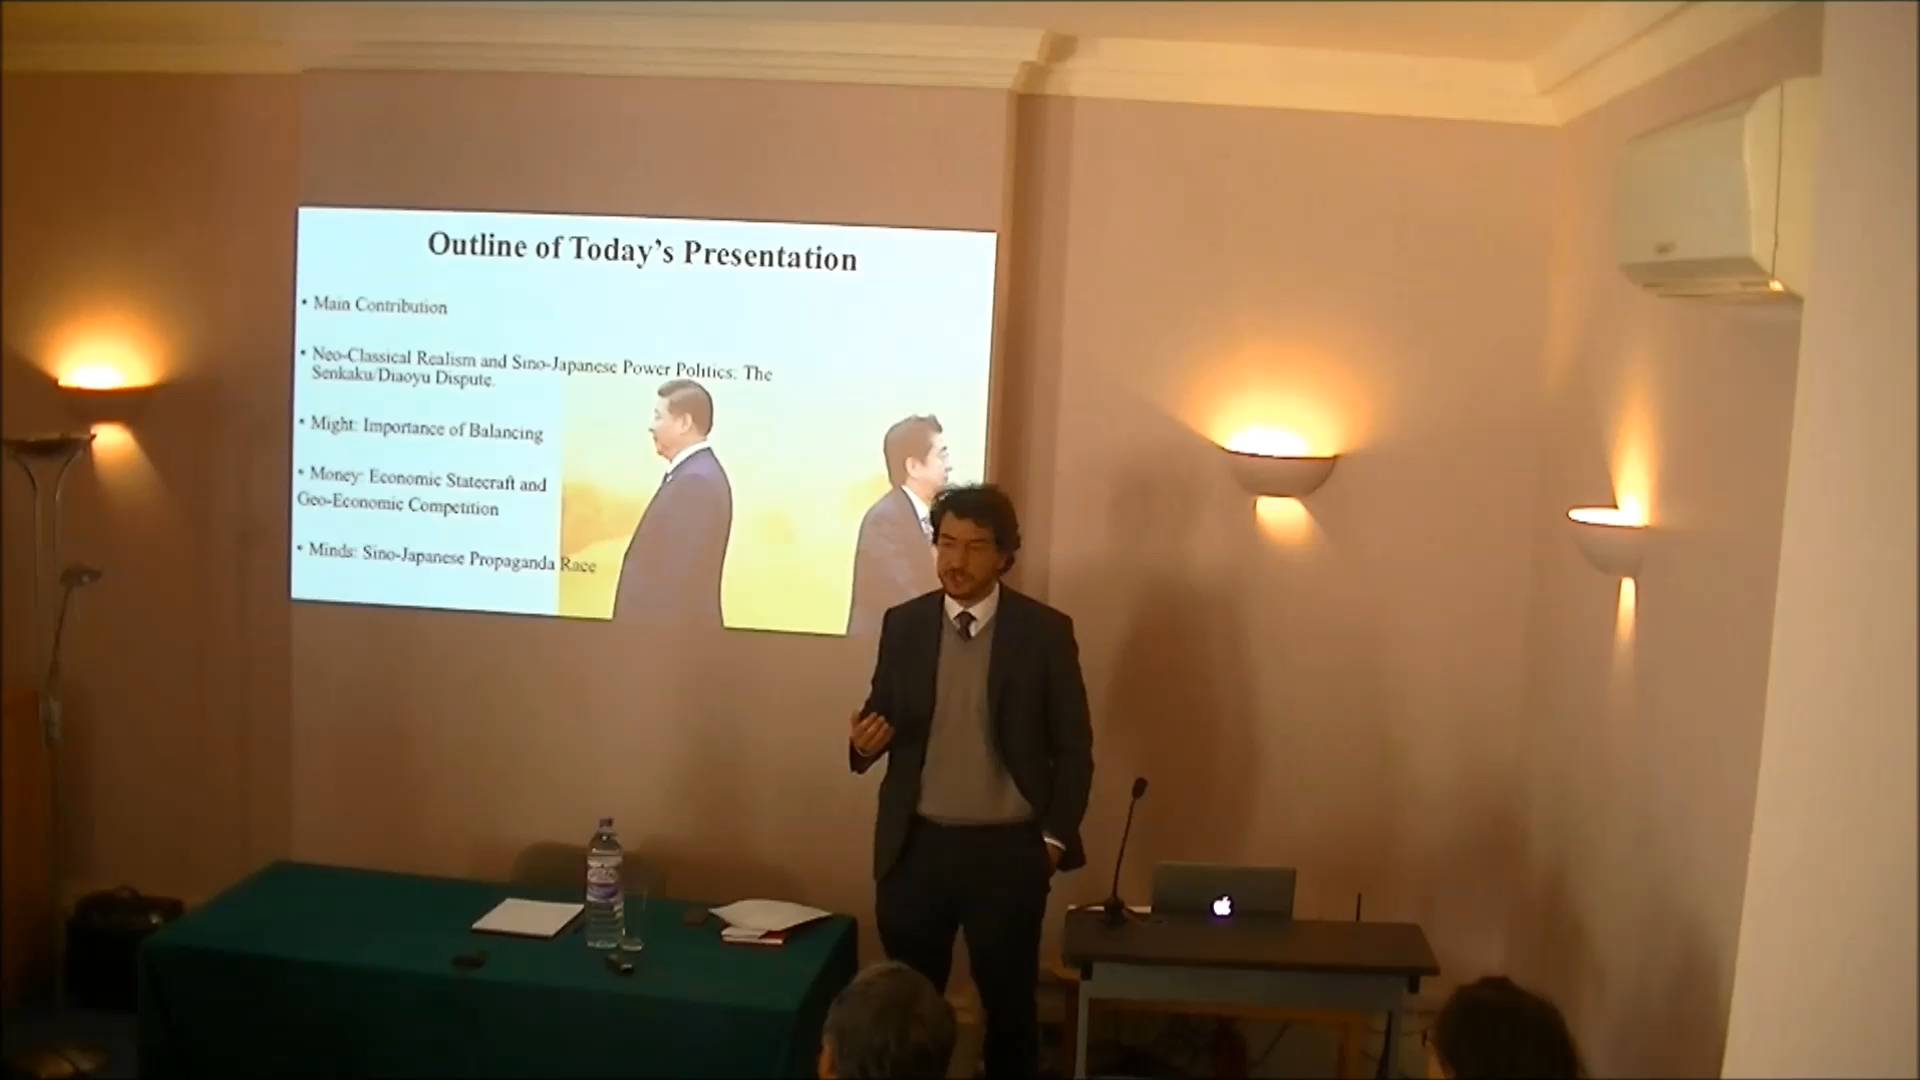 Outline of Today's Presentation
• Main Contribution
• Neo-Classical Realism and Sino-Japanese Power Politics: The
Senkaku/Diaoyu Dispute.
• Might: Importance of Balancing
• Money: Economic Statecraft and
Geo-Economic Competition
• Minds: Sino-Japanese Propaganda Race